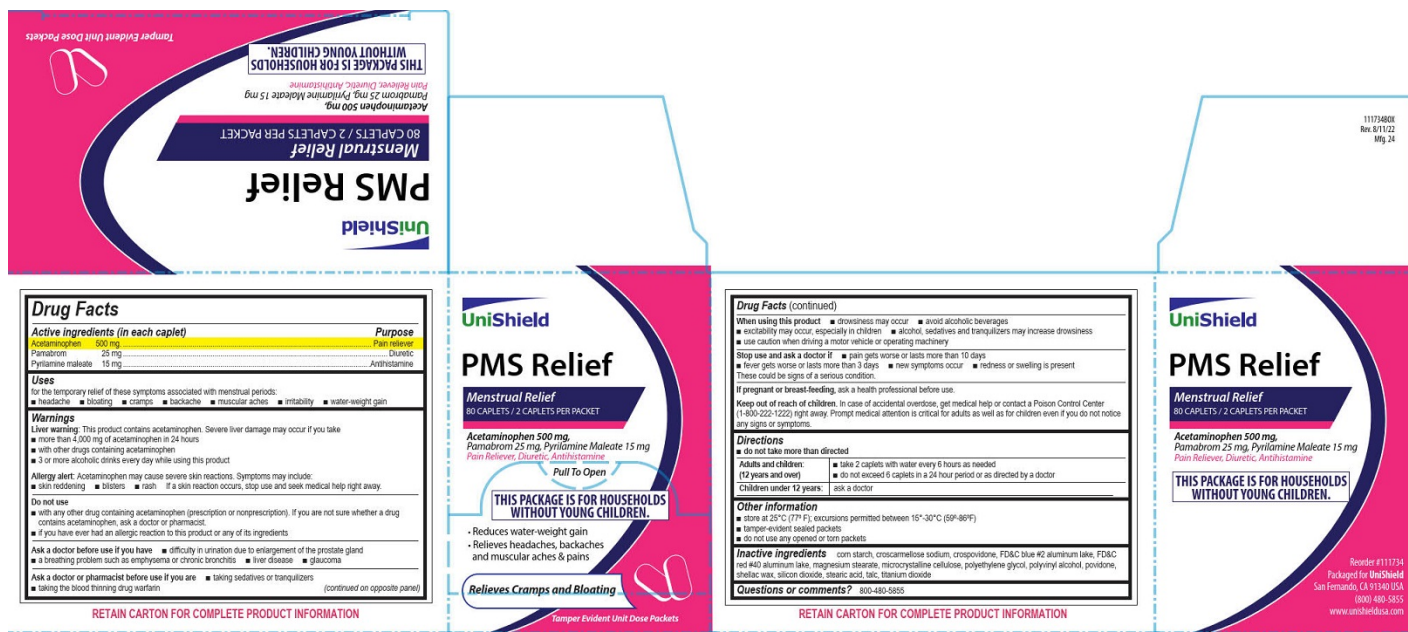 Tamper Evident Unit Dose Packets
THIS PACKAGE IS FOR HOUSEHOLDS
WITHOUT YOUNG CHILDREN.
Pain Reliever, Diuretic, Antihistamine
Pamabrom 25 mg, Pyrilamine Maleate 15 mg
Acetaminophen 500 mg,
80 CAPLETS / 2 CAPLETS PER PACKET
Menstrual Relief
PMS Relief
UniShield
111734BOX
Rev. 8/11/22
Mfg. 24
Drug Facts
Active ingredients (in each caplet) Purpose
Acetaminophen 500 mg Pain reliever
Pamabrom 25 mg Diuretic
Pyrilamine maleate 15 mg Antihistamine
Uses
for the temporary relief of these symptoms associated with menstrual periods:
■ headache ■ bloating ■ cramps ■ backache ■ muscular aches ■ irritability ■ water-weight gain
Warnings
Liver warning: This product contains acetaminophen. Severe liver damage may occur if you take
■ more than 4,000 mg of acetaminophen in 24 hours
■ with other drugs containing acetaminophen
■ 3 or more alcoholic drinks every day while using this product
Allergy alert: Acetaminophen may cause severe skin reactions. Symptoms may include:
■ skin reddening ■ blisters ■ rash If a skin reaction occurs, stop use and seek medical help right away.
Do not use
■ with any other drug containing acetaminophen (prescription or nonprescription). If you are not sure whether a drug
contains acetaminophen, ask a doctor or pharmacist.
■ if you have ever had an allergic reaction to this product or any of its ingredients
Ask a doctor before use if you have ■ difficulty in urination due to enlargement of the prostate gland
■ a breathing problem such as emphysema or chronic bronchitis ■ liver disease ■ glaucoma
Ask a doctor or pharmacist before use if you are ■ taking sedatives or tranquilizers
■ taking the blood thinning drug warfarin (continued on opposite panel)
RETAIN CARTON FOR COMPLETE PRODUCT INFORMATION
UniShield
PMS Relief
Menstrual Relief
80 CAPLETS / 2 CAPLETS PER PACKET
Acetaminophen 500 mg,
Pamabrom 25 mg, Pyrilamine Maleate 15 mg
Pain Reliever, Diuretic, Antihistamine
Pull To Open
THIS PACKAGE IS FOR HOUSEHOLDS
WITHOUT YOUNG CHILDREN.
• Reduces water-weight gain
• Relieves headaches, backaches
and muscular aches & pains
Relieves Cramps and Bloating
Tamper Evident Unit Dose Packets
Drug Facts (continued)
When using this product ■ drowsiness may occur ■ avoid alcoholic beverages
■ excitability may occur, especially in children ■ alcohol, sedatives and tranquilizers may increase drowsiness
■ use caution when driving a motor vehicle or operating machinery
Stop use and ask a doctor if ■ pain gets worse or lasts more than 10 days
■ fever gets worse or lasts more than 3 days ■ new symptoms occur ■ redness or swelling is present
These could be signs of a serious condition.
If pregnant or breast-feeding, ask a health professional before use.
Keep out of reach of children. In case of accidental overdose, get medical help or contact a Poison Control Center
(1-800-222-1222) right away. Prompt medical attention is critical for adults as well as for children even if you do not notice
any signs or symptoms.
Directions
■ do not take more than directed
Adults and children: ■ take 2 caplets with water every 6 hours as needed
(12 years and over) ■ do not exceed 6 caplets in a 24 hour period or as directed by a doctor
Children under 12 years: ask a doctor
Other information
■ store at 25°C (77º F); excursions permitted between 15°-30°C (59º-86ºF)
■ tamper-evident sealed packets
■ do not use any opened or torn packets
Inactive ingredients corn starch, croscarmellose sodium, crospovidone, FD&C blue #2 aluminum lake, FD&C
red #40 aluminum lake, magnesium stearate, microcrystalline cellulose, polyethylene glycol, polyvinyl alcohol, povidone,
shellac wax, silicon dioxide, stearic acid, talc, titanium dioxide
Questions or comments? 800-480-5855
RETAIN CARTON FOR COMPLETE PRODUCT INFORMATION
UniShield
PMS Relief
Menstrual Relief
80 CAPLETS / 2 CAPLETS PER PACKET
Acetaminophen 500 mg,
Pamabrom 25 mg, Pyrilamine Maleate 15 mg
Pain Reliever, Diuretic, Antihistamine
THIS PACKAGE IS FOR HOUSEHOLDS
WITHOUT YOUNG CHILDREN.
Reorder #111734
Packaged for UniShield
San Fernando, CA 91340 USA
(800) 480-5855
www.unishieldusa.com